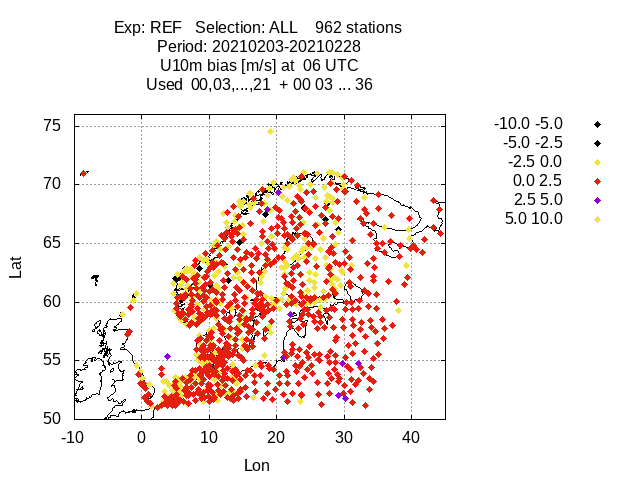 Exp: REF Selection: ALL 962 stations
Period: 20210203-20210228
U10m bias [m/s] at 06 UTC
Used 00,03,...,21 + 00 03 ... 36
-10.0 -5.0
-5.0 -2.5
-2.5 0.0
0.0 2.5
2.5 5.0
5.0 10.0
75
70
65
60
55
50
Lat
-10 0 10 20 30 40
Lon